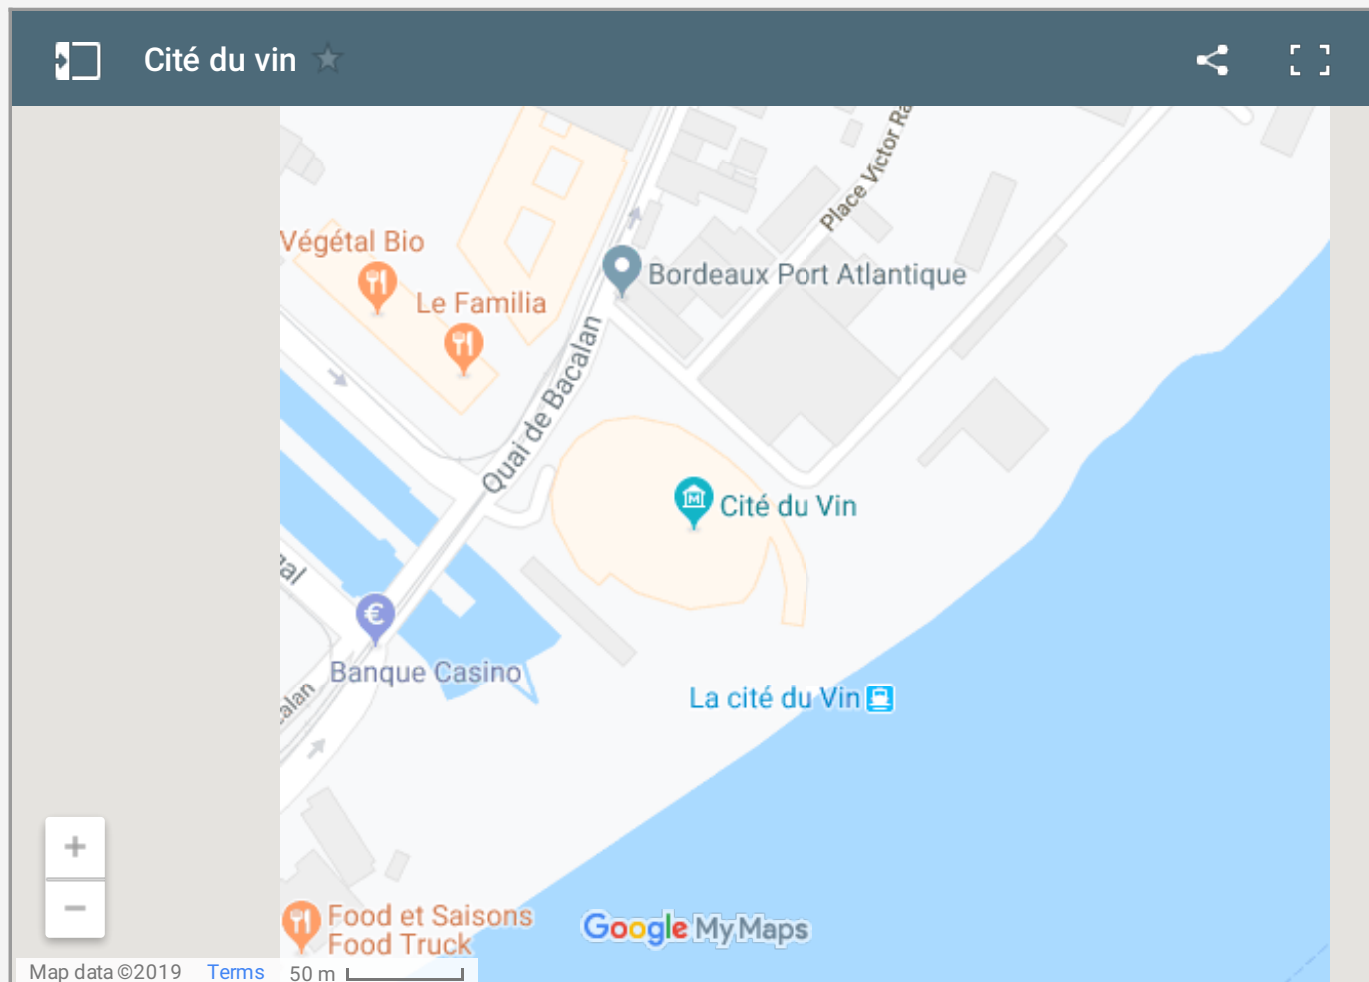 Cité du vin
Place Victor Ra
Végétal Bio
Bordeaux Port Atlantique
Le Familia
Quai de Bacalan
M
Cité du Vin
gal
€
Banque Casino
calan
La cité du Vin
Food et Saisons
Food Truck
Google My Maps
Map data ©2019 Terms 50 m